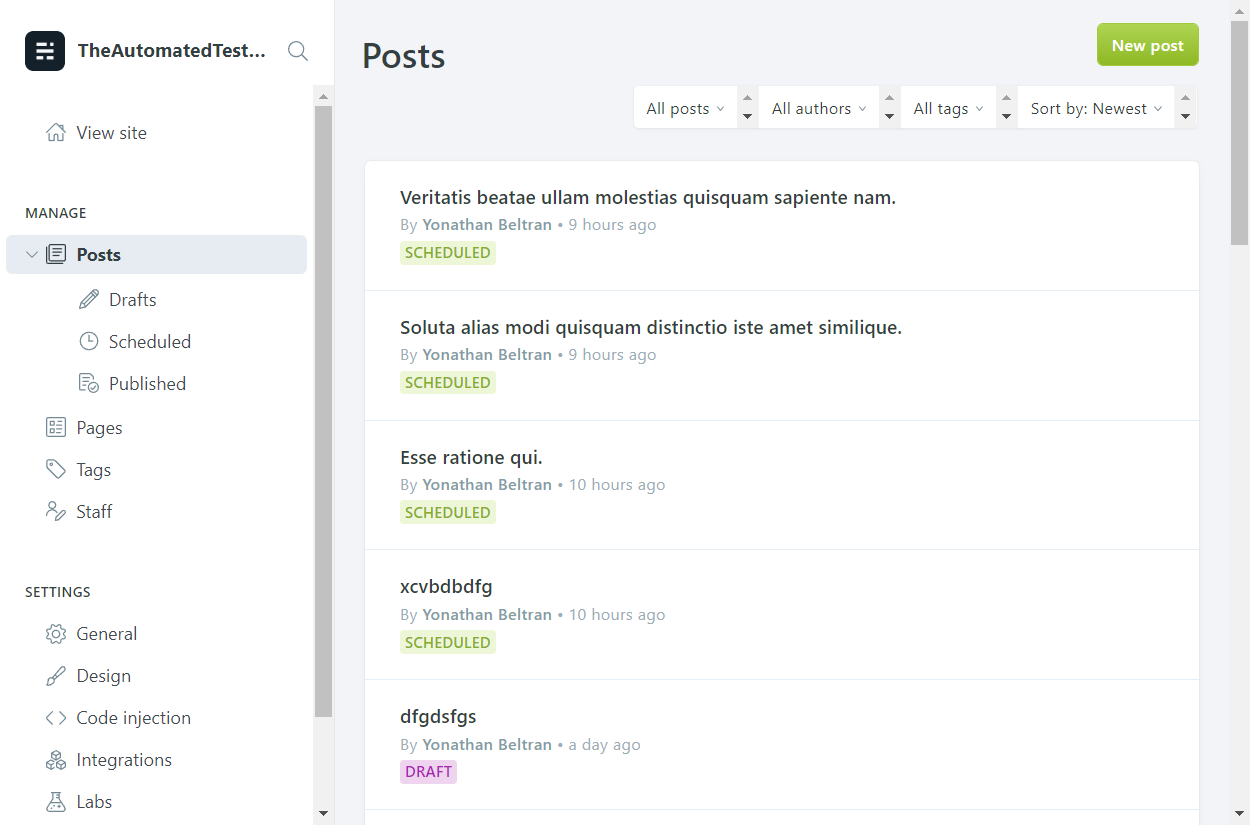 TheAutomatedTest...
View site
MANAGE
Posts
Drafts
Scheduled
Published
Pages
Tags
Staff
SETTINGS
General
Design
Code injection
Integrations
Labs
Posts
New post
All posts
All authors
All tags
Sort by: Newest
Veritatis beatae ullam molestias quisquam sapiente nam.
By Yonathan Beltran • 9 hours ago
SCHEDULED
Soluta alias modi quisquam distinctio iste amet similique.
By Yonathan Beltran • 9 hours ago
SCHEDULED
Esse ratione qui.
By Yonathan Beltran • 10 hours ago
SCHEDULED
xcvbdbdfg
By Yonathan Beltran • 10 hours ago
SCHEDULED
dfgdsfgs
By Yonathan Beltran • a day ago
DRAFT